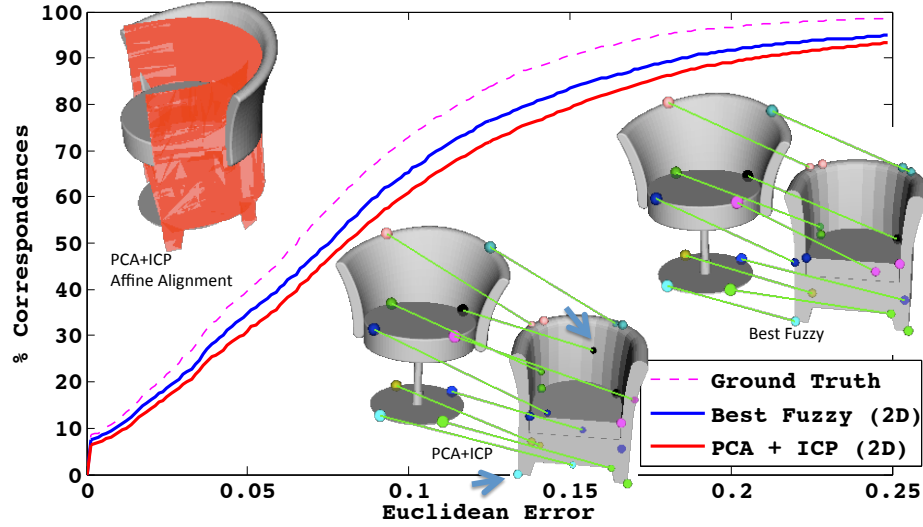 100
90
80
70
60
50
40
30
20
10
0
% Correspondences
0
0.05
0.1
0.15
0.2
0.25
Euclidean Error
PCA+ICP
Affine Alignment
PCA+ICP
Best Fuzzy
Ground Truth
Best Fuzzy (2D)
PCA + ICP (2D)